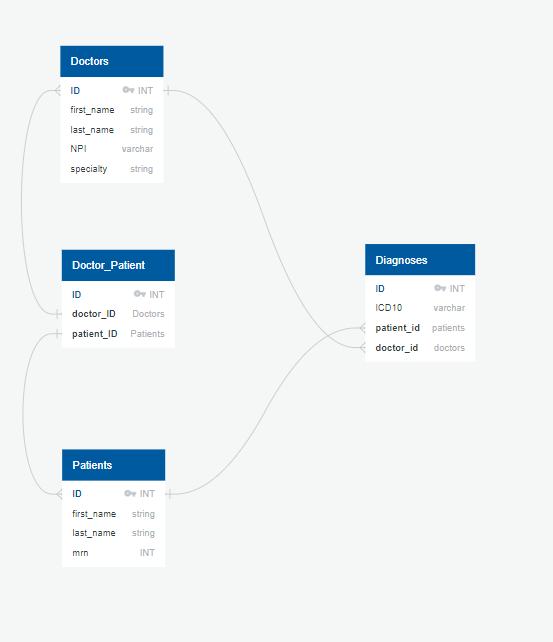 Doctors
ID INT
first_name string
last_name string
NPI varchar
specialty string
Doctor_Patient
ID INT
doctor_ID Doctors
patient_ID Patients
Diagnoses
ID INT
ICD10 varchar
patient_id patients
doctor_id doctors
Patients
ID INT
first_name string
last_name string
mrn INT